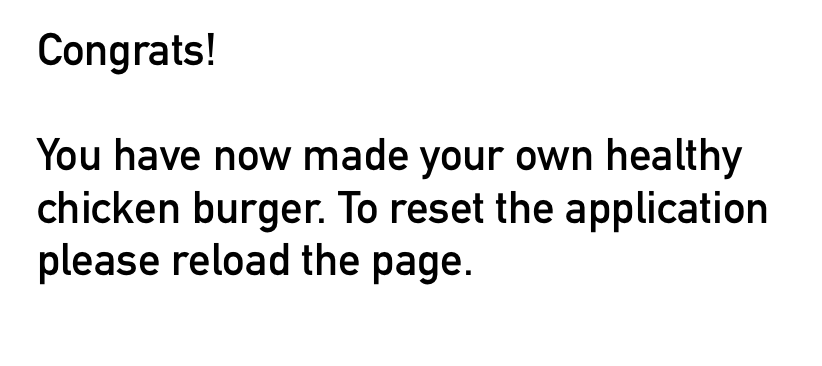 Congrats!
You have now made your own healthy
chicken burger. To reset the application
please reload the page.